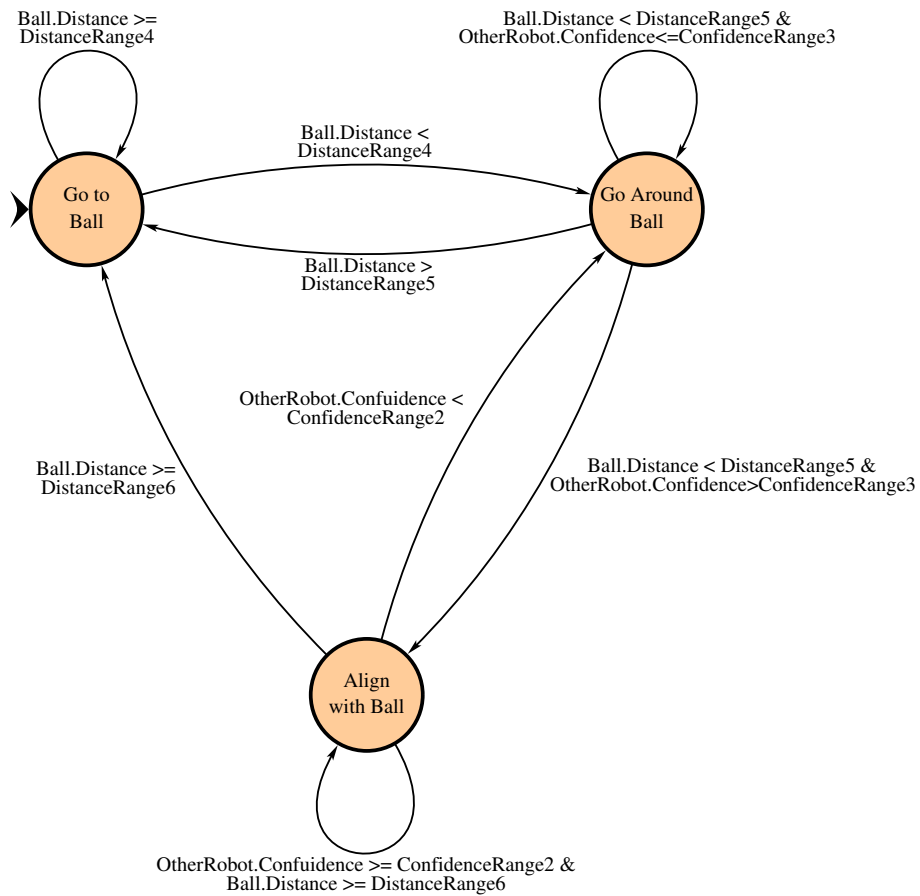 Ball.Distance >=
DistanceRange4
Ball.Distance < DistanceRange5 &
OtherRobot.Confidence<=ConfidenceRange3
Ball.Distance <
DistanceRange4
Go to
Ball
Go Around
Ball
Ball.Distance >
DistanceRange5
OtherRobot.Confuidence <
ConfidenceRange2
Ball.Distance >=
DistanceRange6
Ball.Distance < DistanceRange5 &
OtherRobot.Confidence>ConfidenceRange3
Align
with Ball
OtherRobot.Confuidence >= ConfidenceRange2 &
Ball.Distance >= DistanceRange6